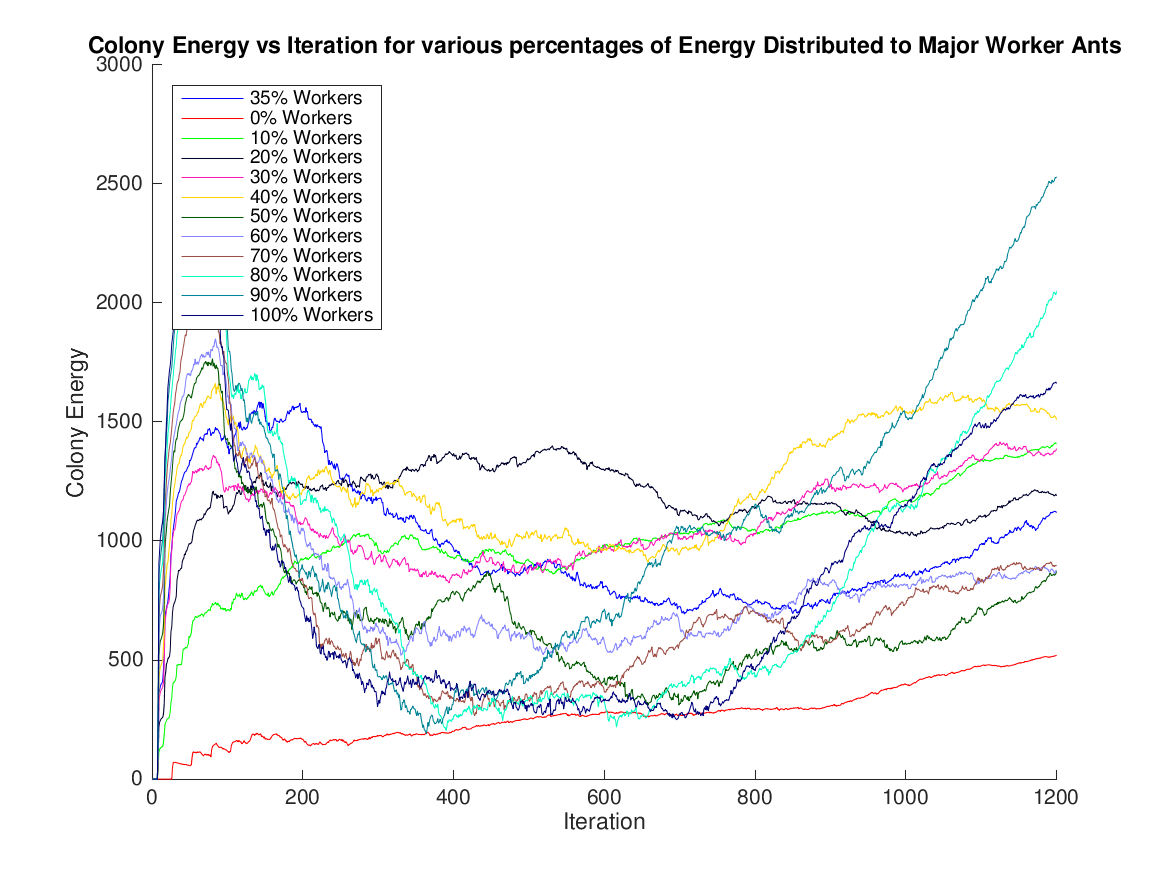 Colony Energy vs Iteration for various percentages of Energy Distributed to Major Worker Ants
3000
2500
2000
1500
1000
500
0
Colony Energy
35% Workers
0% Workers
10% Workers
20% Workers
30% Workers
40% Workers
50% Workers
60% Workers
70% Workers
80% Workers
90% Workers
100% Workers
0 200 400 600 800 1000 1200
Iteration